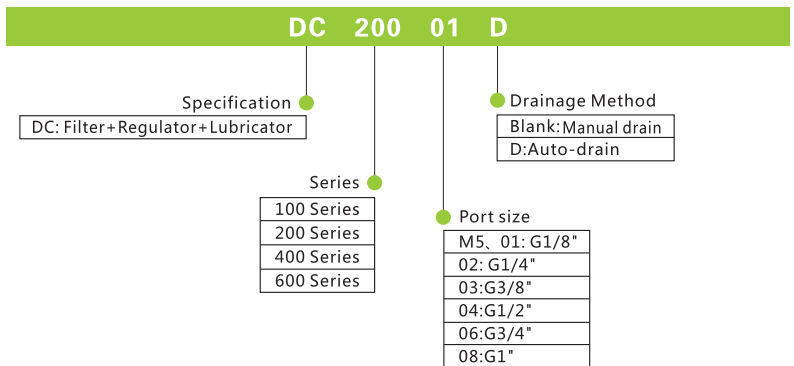 DC 200 01 D
Specification
DC: Filter+Regulator+Lubricator
Drainage Method
Blank: Manual drain
D:Auto-drain
Series
100 Series
200 Series
400 Series
600 Series
Port size
M5、01: G1/8"
02: G1/4"
03:G3/8"
04:G1/2"
06:G3/4"
08:G1"